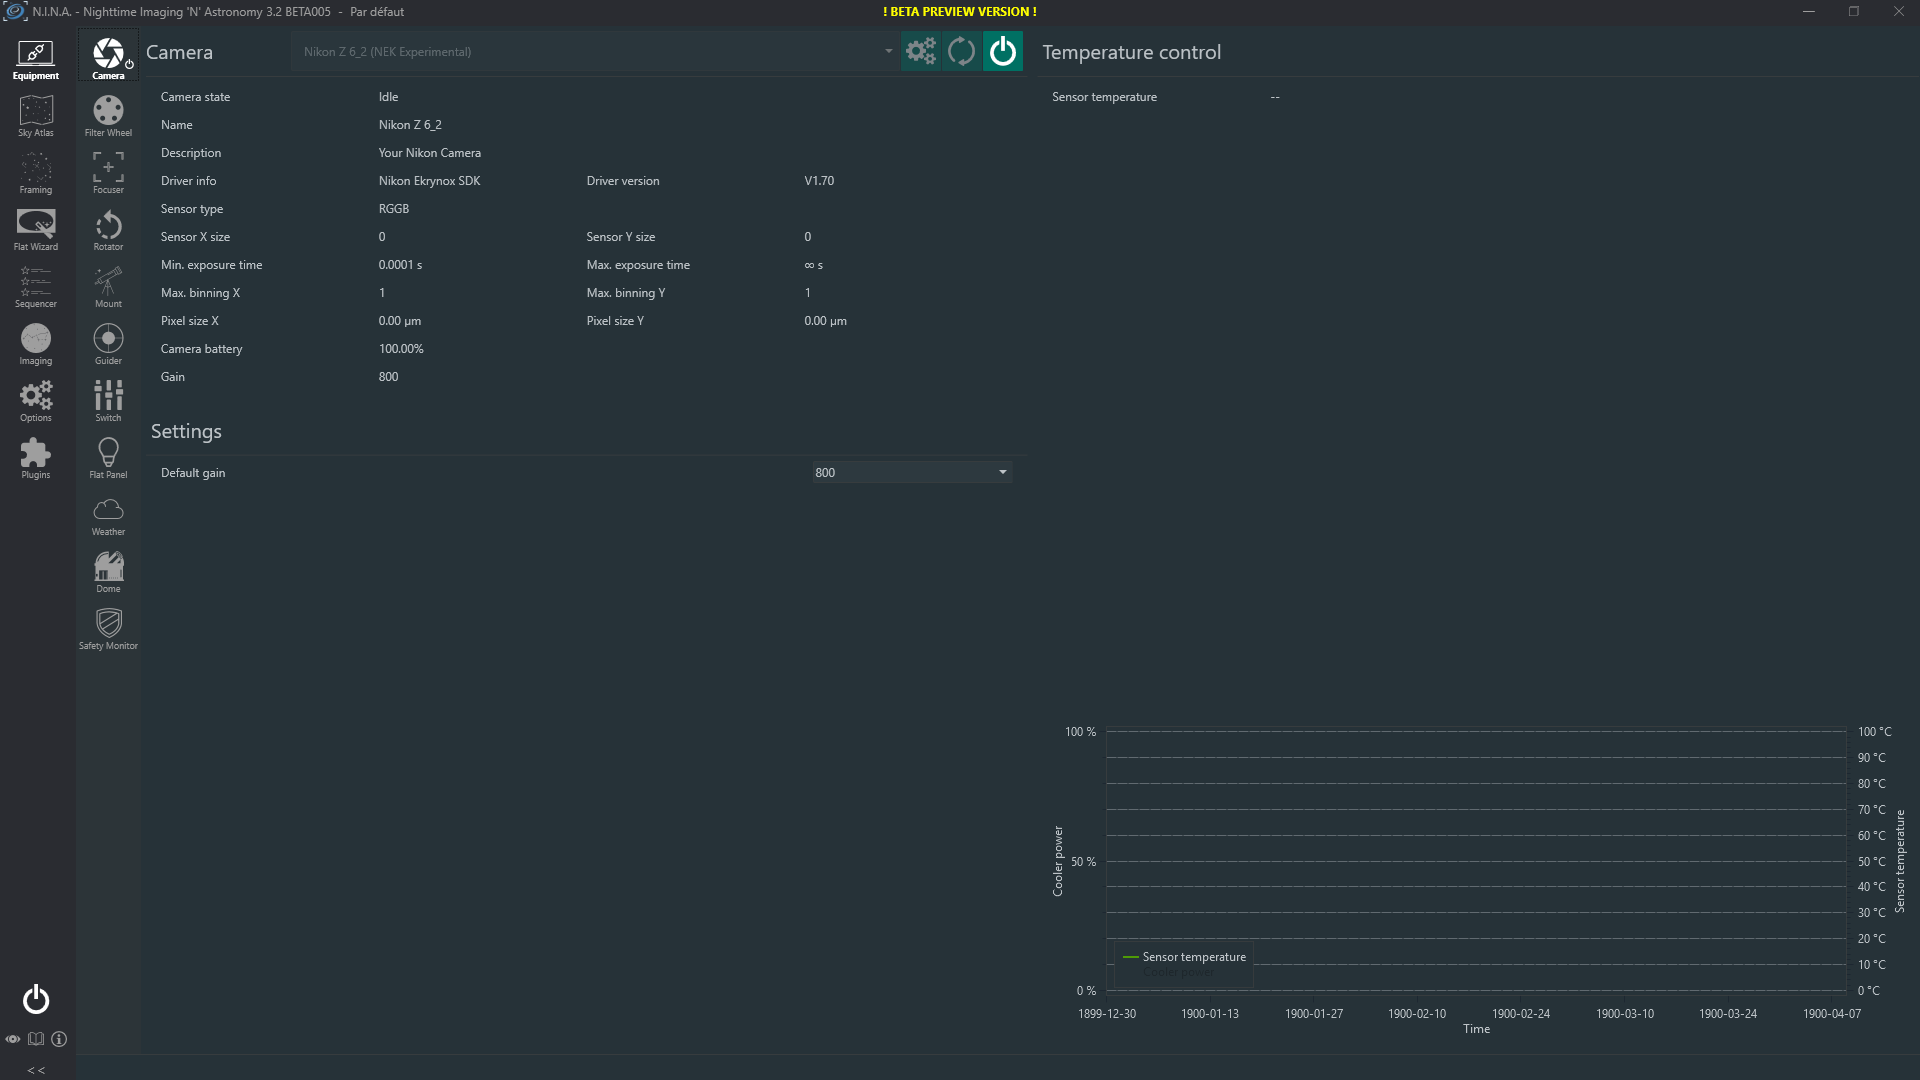 N.I.N.A. - Nighttime Imaging 'N' Astronomy 3.2 BETA005 - Par défaut
! BETA PREVIEW VERSION !
Equipment
Sky Atlas
Framing
Flat Wizard
Sequencer
Imaging
Options
Plugins
<<
Camera
Filter Wheel
Focuser
Rotator
Mount
Guider
Switch
Flat Panel
Weather
Dome
Safety Monitor
Camera
Nikon Z 6_2 (NEK Experimental)
Camera state Idle
Name Nikon Z 6_2
Description Your Nikon Camera
Driver info Nikon Ekrynox SDK Driver version V1.70
Sensor type RGGB
Sensor X size 0 Sensor Y size 0
Min. exposure time 0.0001 s Max. exposure time ∞ s
Max. binning X 1 Max. binning Y 1
Pixel size X 0.00 µm Pixel size Y 0.00 µm
Camera battery 100.00%
Gain 800
Settings
Default gain 800
Temperature control
Sensor temperature --
100 %
50 %
0 %
Cooler power
100 °C
90 °C
80 °C
70 °C
60 °C
50 °C
40 °C
30 °C
20 °C
10 °C
0 °C
Sensor temperature
Sensor temperature
Cooler power
1899-12-30 1900-01-13 1900-01-27 1900-02-10 1900-02-24 1900-03-10 1900-03-24 1900-04-07
Time